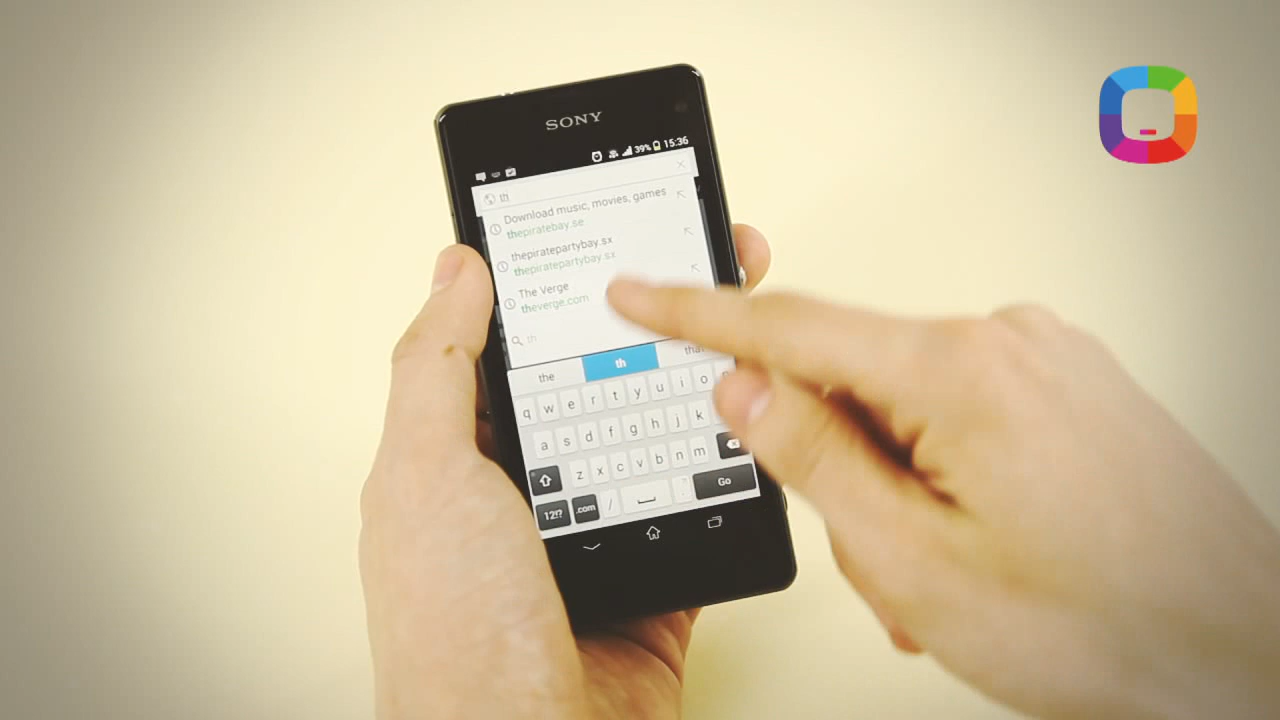 SONY
39% 15:36
th
Download music, movies, games
thepiratebay.se
thepiratepartybay.sx
thepiratepartybay.sx
The Verge
theverge.com
th
the th
q w e r t y u i o
a s d f g h j k
z x c v b n m
12!? .com / Go